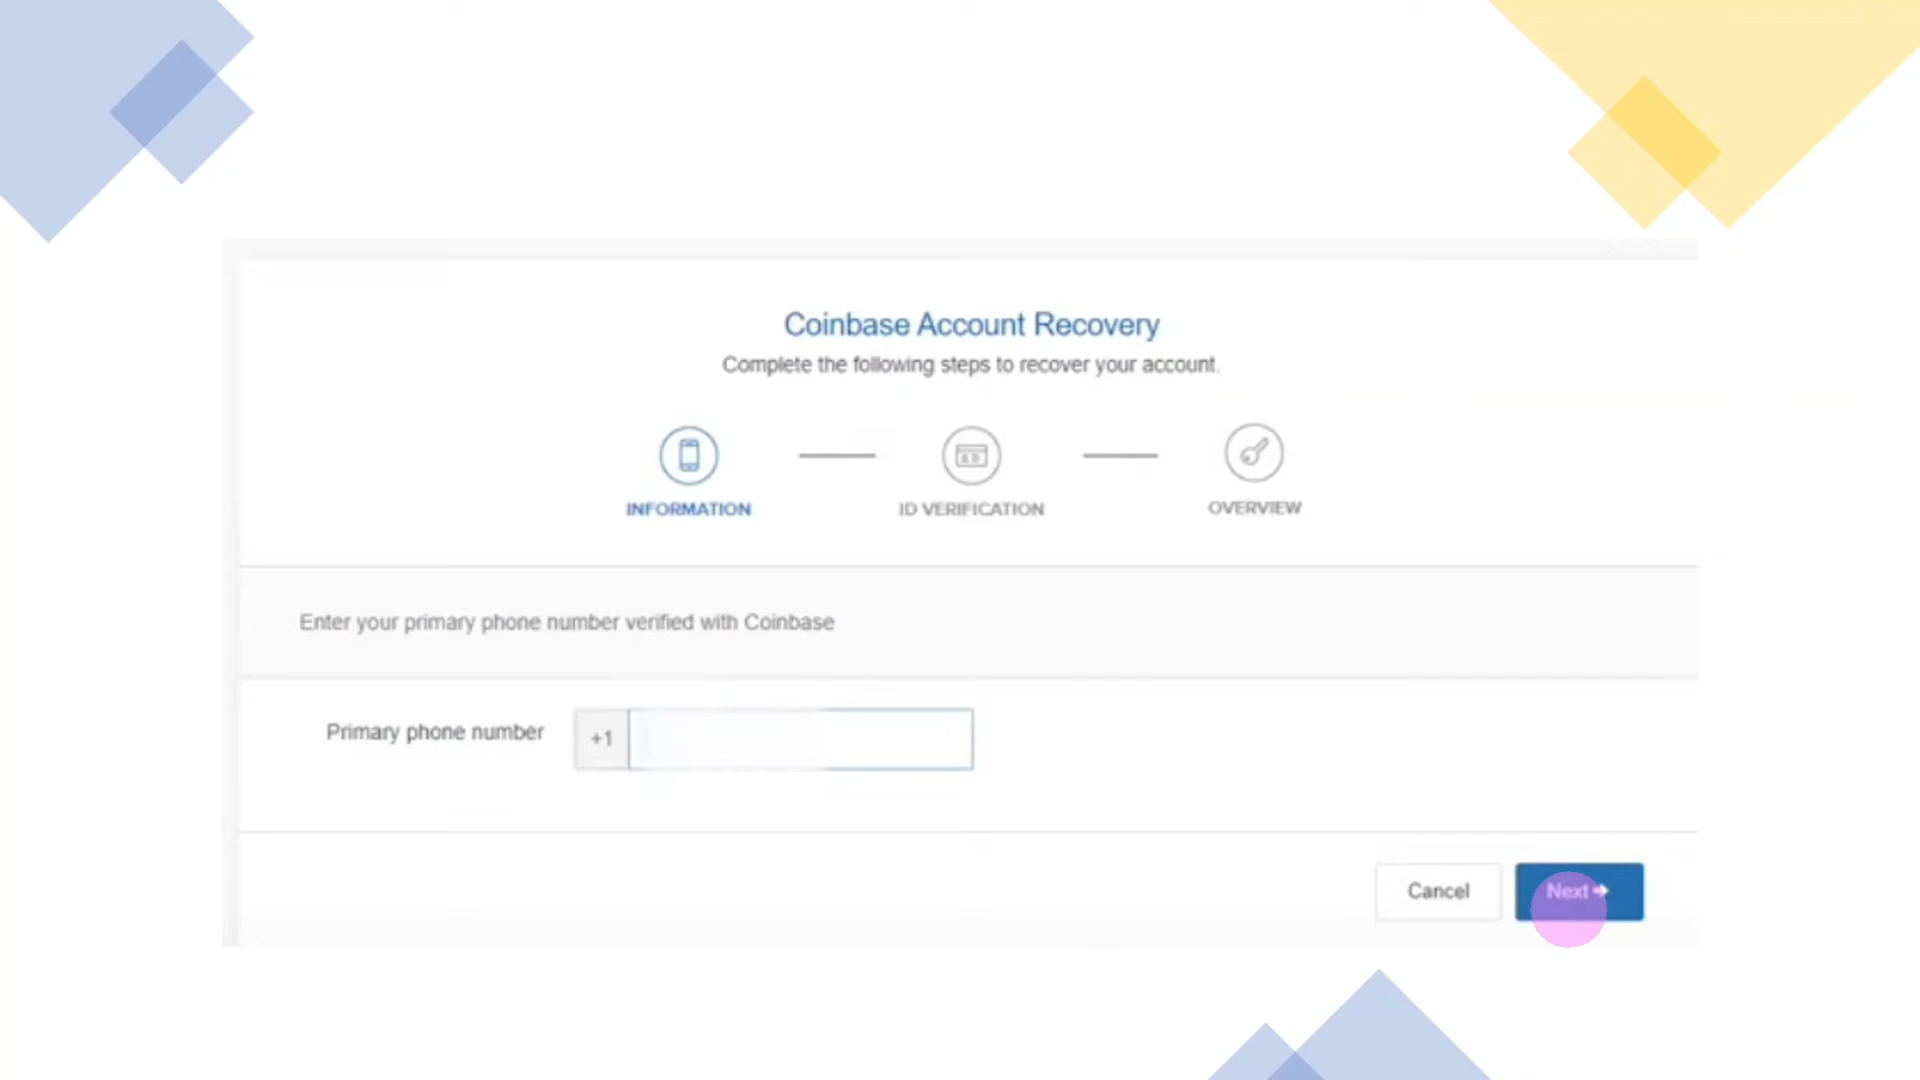 Coinbase Account Recovery
Complete the following steps to recover your account.
INFORMATION
ID VERIFICATION
OVERVIEW
Enter your primary phone number verified with Coinbase
Primary phone number
+1
Cancel
Next